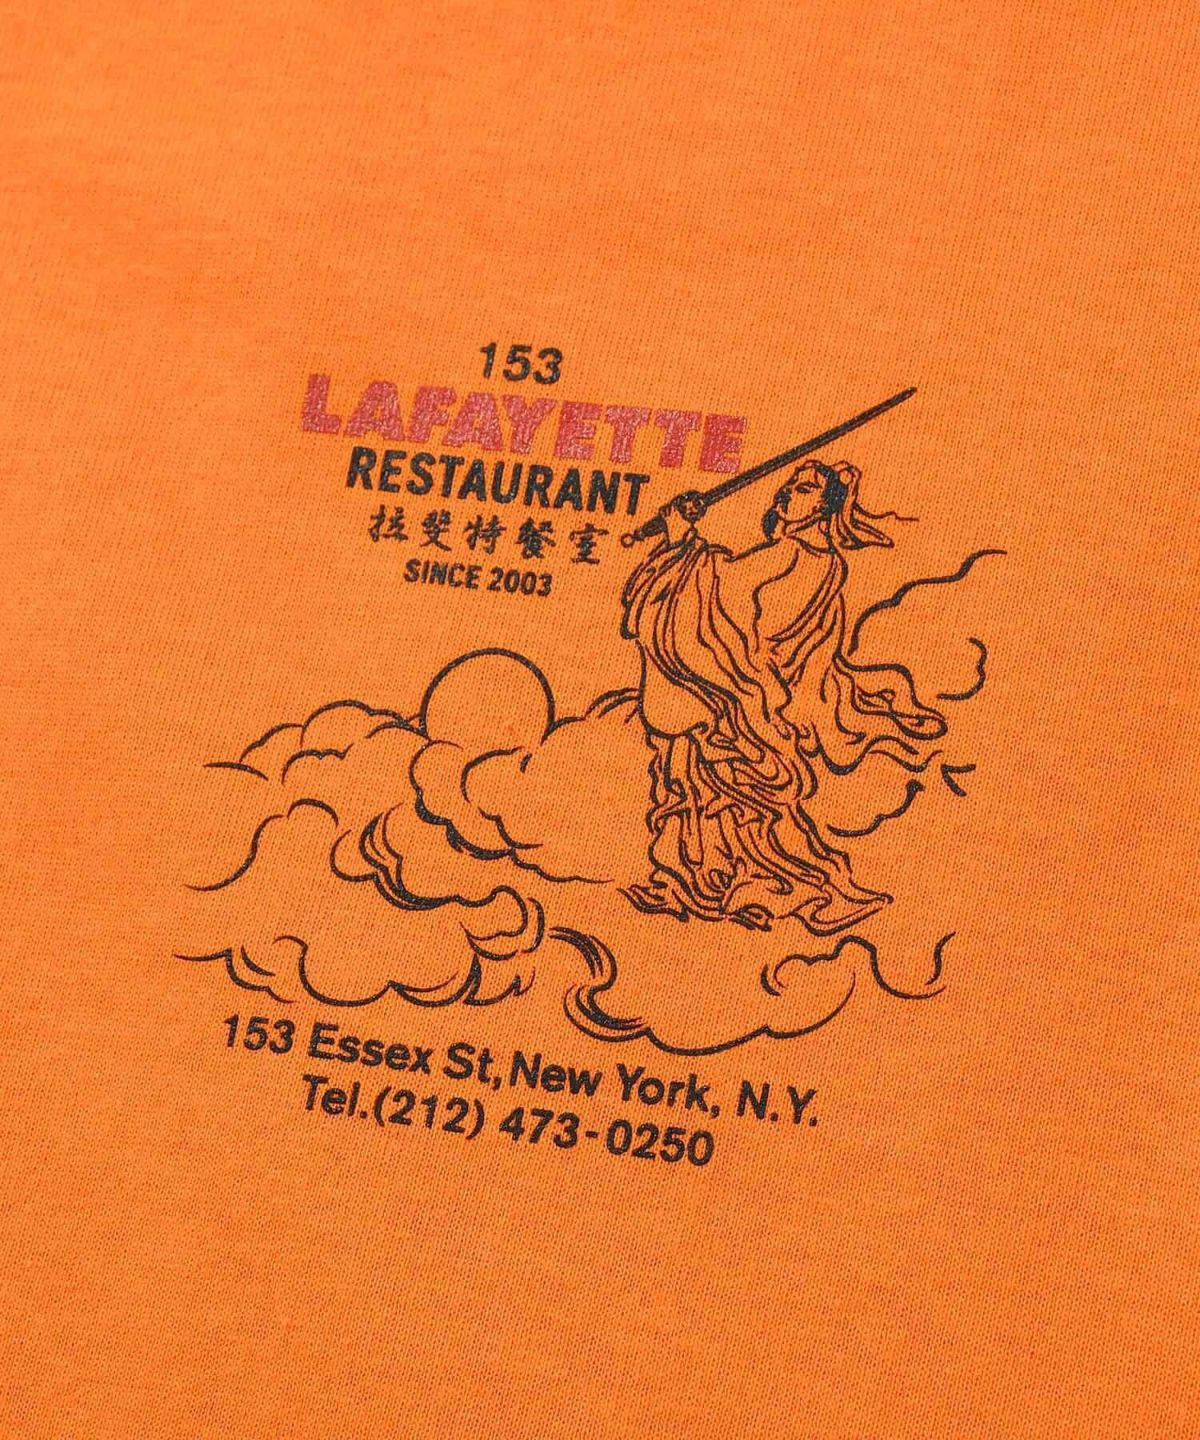 153
LAFAYETTE
RESTAURANT
拉斐特餐室
SINCE 2003
153 Essex St, New York, N.Y.
Tel.(212) 473-0250